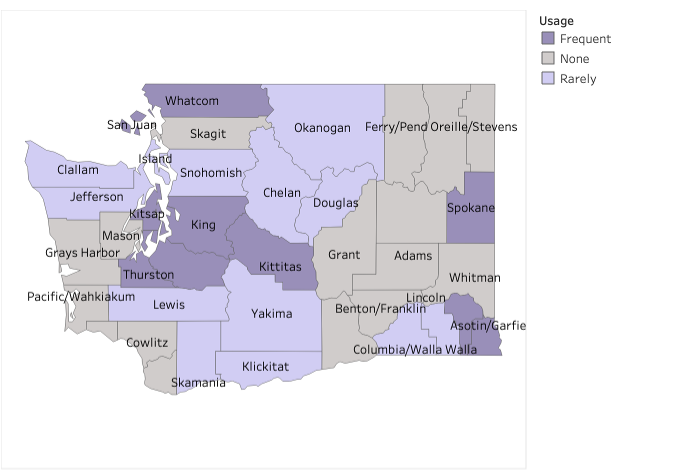 Usage
Frequent
None
Rarely
Whatcom
San Juan
Skagit
Okanogan
Ferry/Pend Oreille/Stevens
Island
Clallam
Snohomish
Chelan
Jefferson
Douglas
Kitsap
Spokane
King
Mason
Grays Harbor
Grant
Adams
Kittitas
Thurston
Whitman
Pacific/Wahkiakum
Lewis
Lincoln
Benton/Franklin
Yakima
Asotin/Garfie
Cowlitz
Columbia/Walla Walla
Klickitat
Skamania